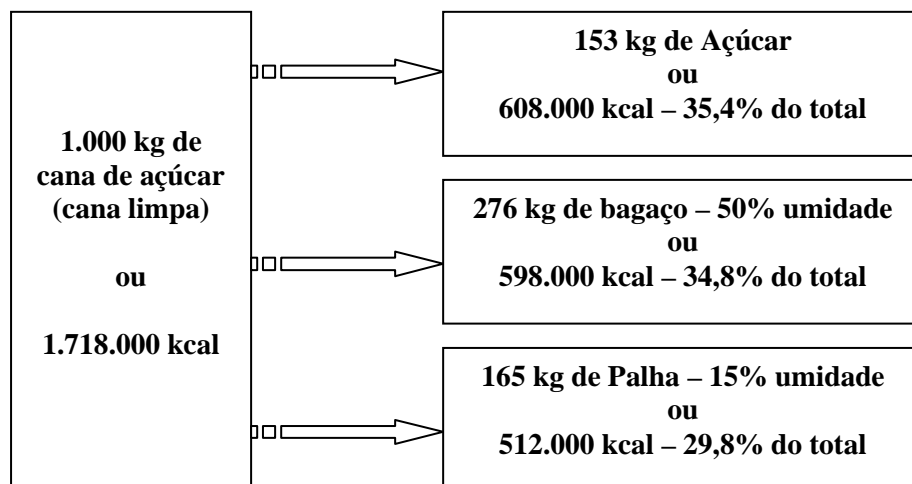 1.000 kg de
cana de açúcar
(cana limpa)
ou
1.718.000 kcal
153 kg de Açúcar
ou
608.000 kcal – 35,4% do total
276 kg de bagaço – 50% umidade
ou
598.000 kcal – 34,8% do total
165 kg de Palha – 15% umidade
ou
512.000 kcal – 29,8% do total